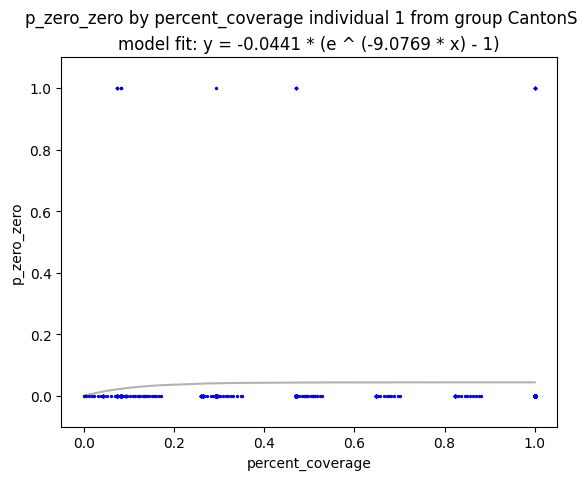 p_zero_zero by percent_coverage individual 1 from group CantonS
model fit: y = -0.0441 * (e ^ (-9.0769 * x) - 1)
1.0
0.8
0.6
0.4
0.2
0.0
p_zero_zero
0.0 0.2 0.4 0.6 0.8 1.0
percent_coverage